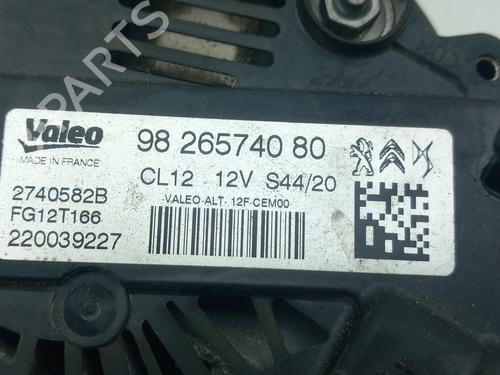 PARTS
Valeo
MADE IN FRANCE
98 265740 80
CL12 12V S44/20
-VALEO-ALT- 12F-CEM00
2740582B
FG12T166
220039227